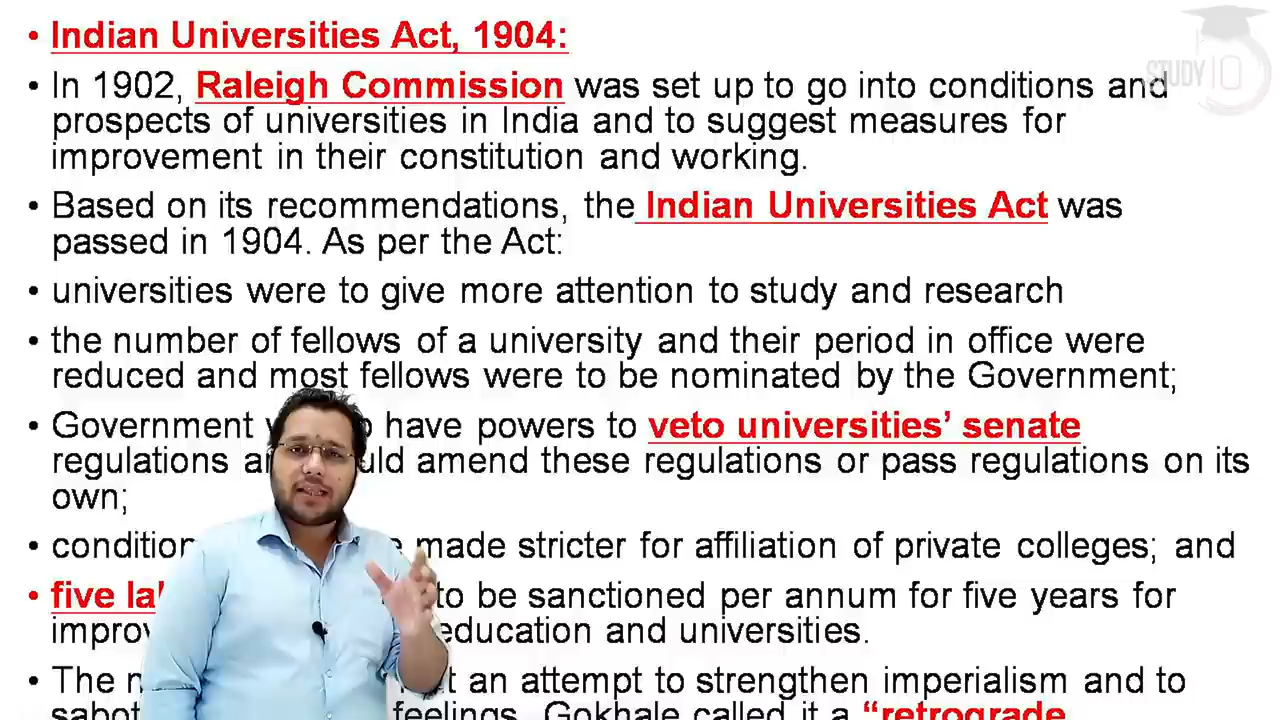 • Indian Universities Act, 1904:
• In 1902, Raleigh Commission was set up to go into conditions and
prospects of universities in India and to suggest measures for
improvement in their constitution and working.
• Based on its recommendations, the Indian Universities Act was
passed in 1904. As per the Act:
• universities were to give more attention to study and research
• the number of fellows of a university and their period in office were
reduced and most fellows were to be nominated by the Government;
• Government have powers to veto universities’ senate
regulations amend these regulations or pass regulations on its
own;
• made stricter for affiliation of private colleges; and
• five to be sanctioned per annum for five years for
education and universities.
• The an attempt to strengthen imperialism and to
feelings. Gokhale called it a “retrograde
STUDY IQ